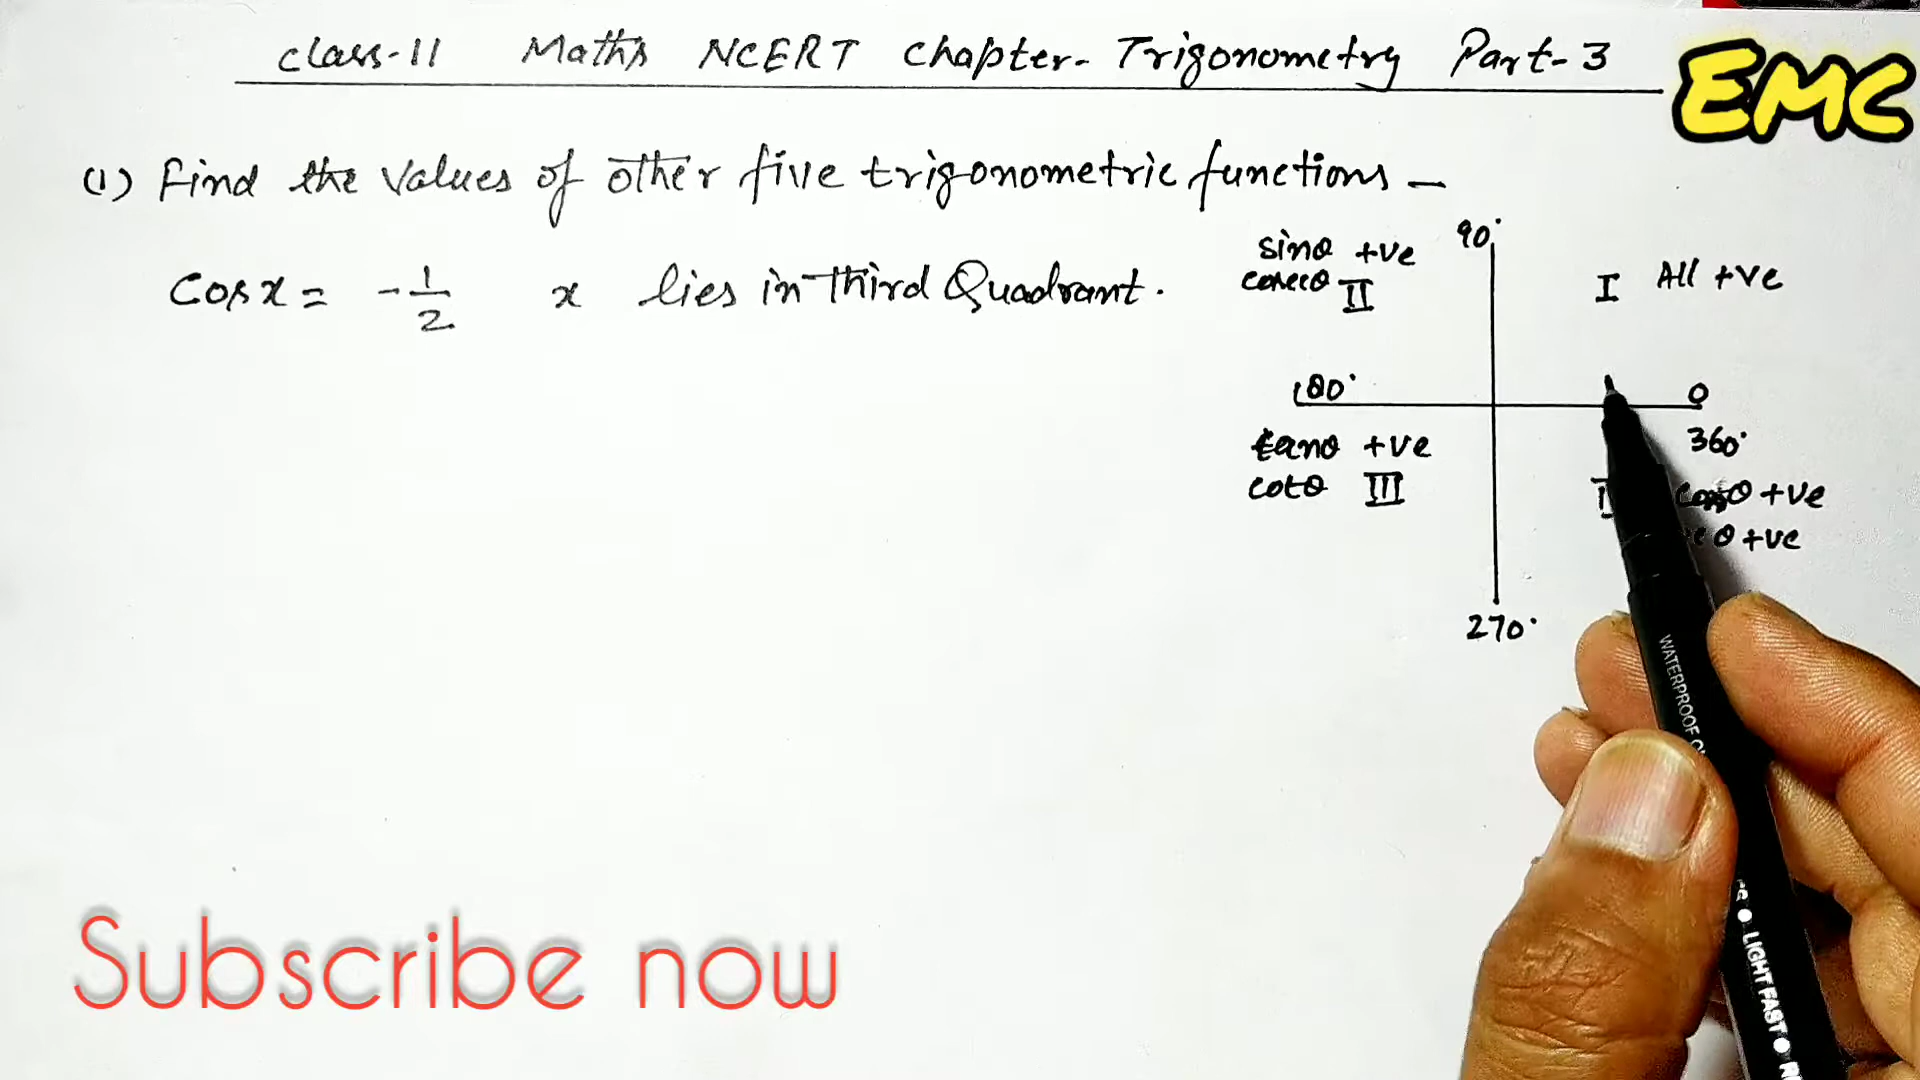 class-11 Maths NCERT Chapter- Trigonometry Part-3
EMC
(1) Find the values of other five trigonometric functions –
Cos x = -1/2 x lies in third Quadrant.
90°
sinθ +ve
cosecθ II
I All +ve
180°
0
360°
tanθ +ve
cotθ III
cosθ +ve
θ +ve
270°
WATERPROOF
LIGHTFAST
Subscribe now